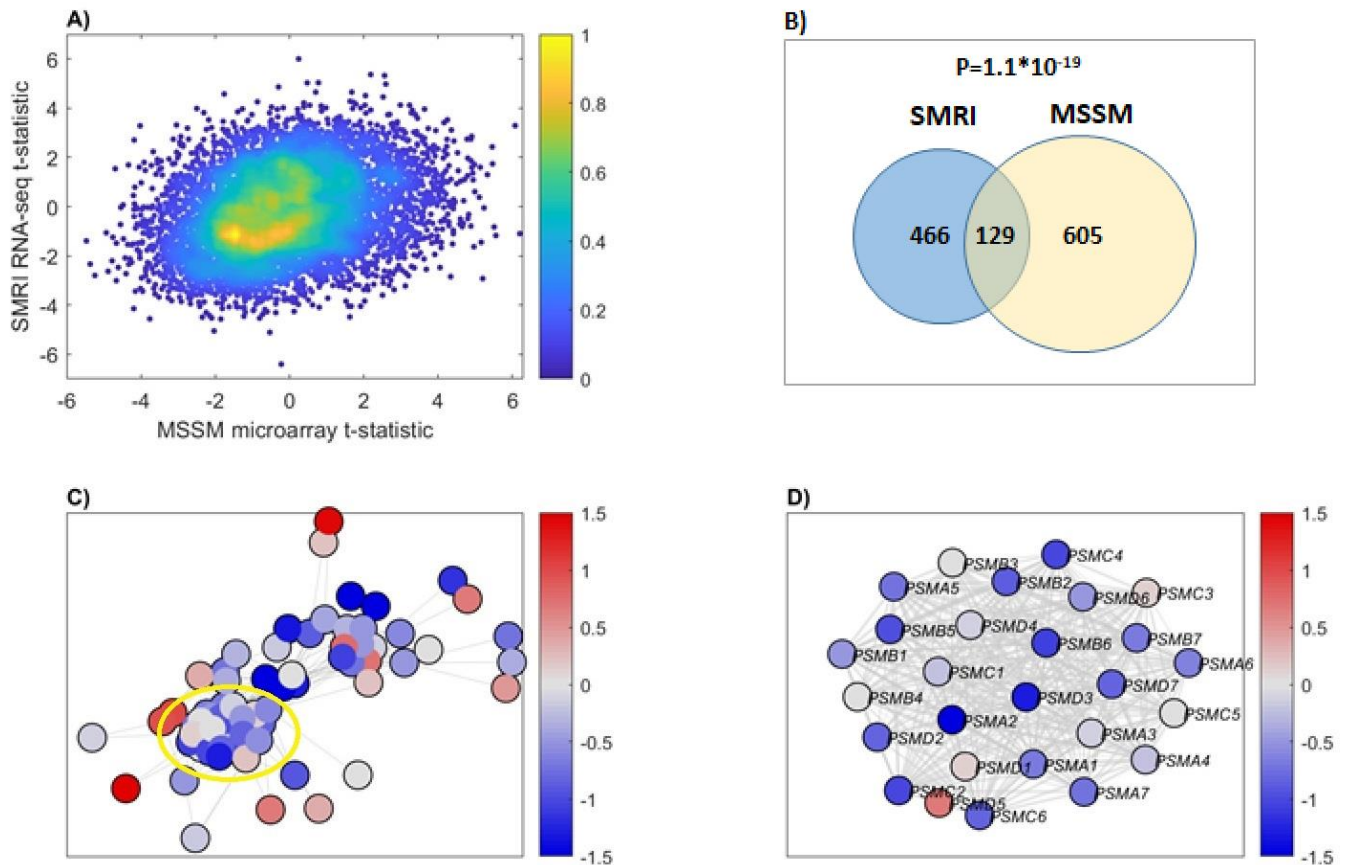 A)
6
4
2
0
-2
-4
-6
SMRI RNA-seq t-statistic
-6 -4 -2 0 2 4 6
MSSM microarray t-statistic
1
0.8
0.6
0.4
0.2
0
B)
P=1.1*10-19
SMRI MSSM
466 129 605
C)
1.5
1
0.5
0
-0.5
-1
-1.5
D)
PSMC4
PSMB3
PSMB2
PSMA5
PSMD6
PSMC3
PSMB5
PSMD4
PSMB6
PSMB7
PSMB1
PSMA6
PSMC1
PSMD7
PSMB4
PSMD3
PSMC5
PSMA2
PSMD2
PSMA3
PSMD1
PSMA1
PSMA4
PSMC2
PSMD5
PSMA7
PSMC6
1.5
1
0.5
0
-0.5
-1
-1.5